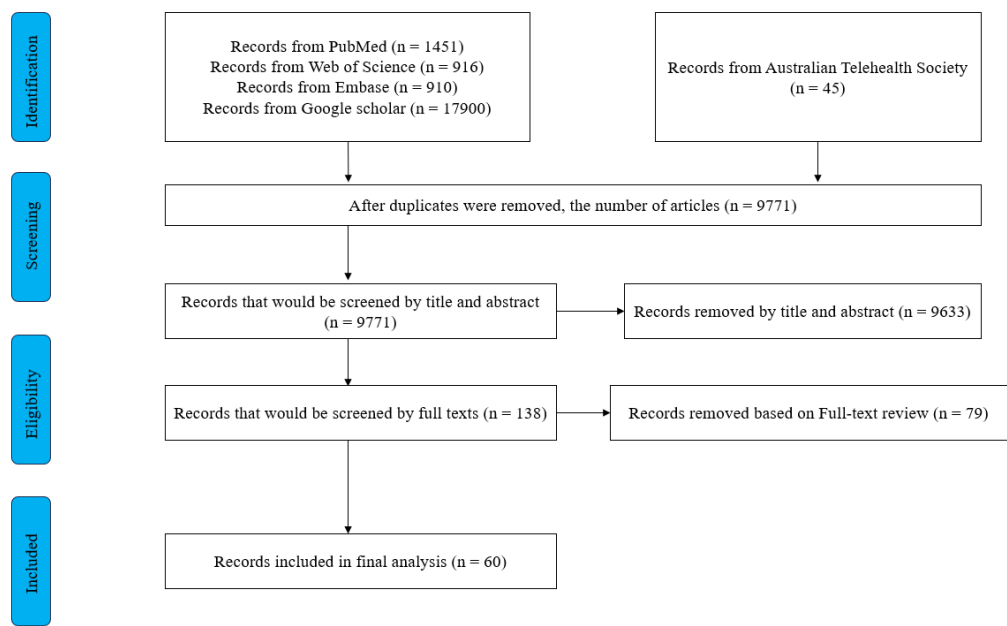 Identification
Records from PubMed (n = 1451)
Records from Web of Science (n = 916)
Records from Embase (n = 910)
Records from Google scholar (n = 17900)
Records from Australian Telehealth Society
(n = 45)
Screening
After duplicates were removed, the number of articles (n = 9771)
Records that would be screened by title and abstract
(n = 9771)
Records removed by title and abstract (n = 9633)
Eligibility
Records that would be screened by full texts (n = 138)
Records removed based on Full-text review (n = 79)
Included
Records included in final analysis (n = 60)